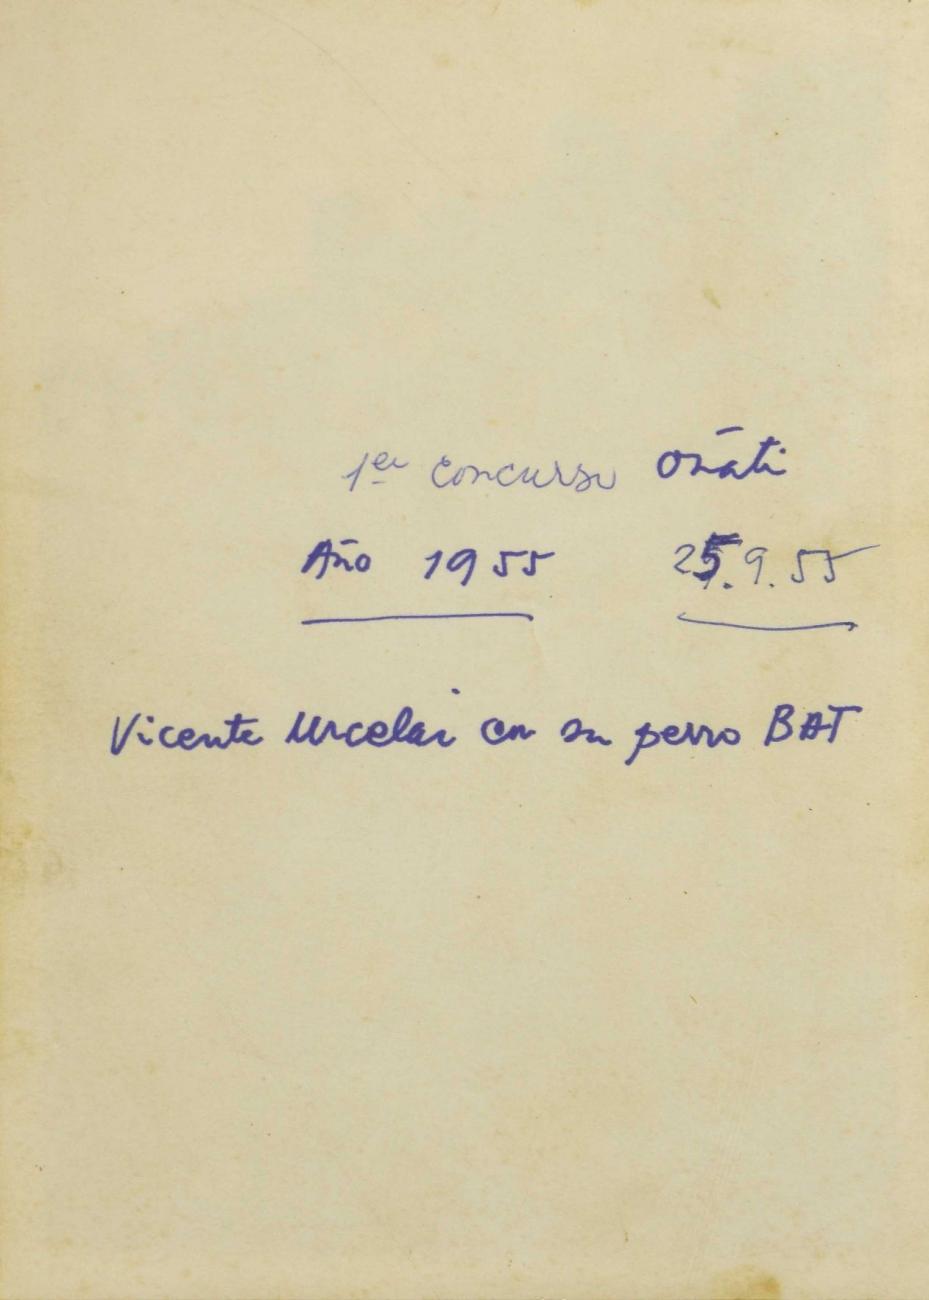 1er concurso Oñati
Año 1955 25.9.55
Vicente Urcelai con su perro BAT